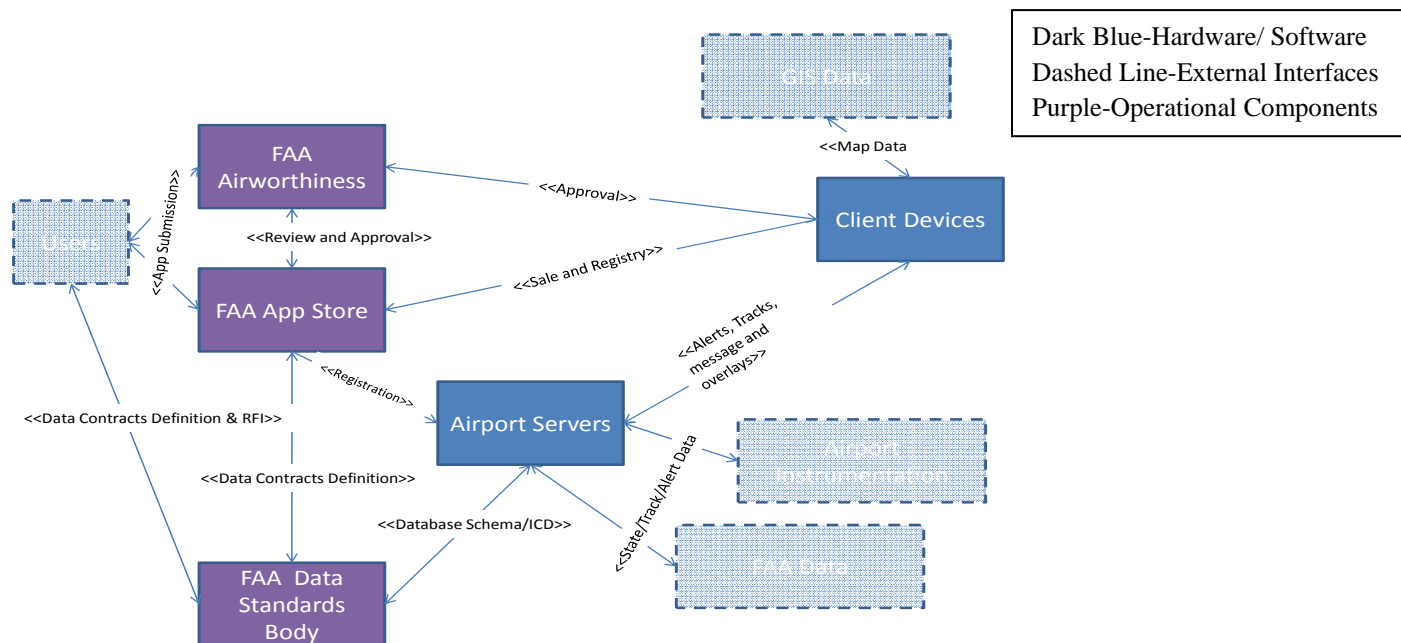 Dark Blue-Hardware/ Software
Dashed Line-External Interfaces
Purple-Operational Components
GIS Data
<<Map Data
FAA
Airworthiness
<<Approval>>
Client Devices
Users
<<App Submission>>
<<Review and Approval>>
<<Sale and Registry>>
FAA App Store
<<Alerts, Tracks,
message and
overlays>>
<<Registration>>
<<Data Contracts Definition & RFI>>
Airport Servers
Airport
Instrumentation
<<Data Contracts Definition>>
<<State/Track/Alert Data
<<Database Schema/ICD>>
FAA Data
FAA  Data
Standards
Body